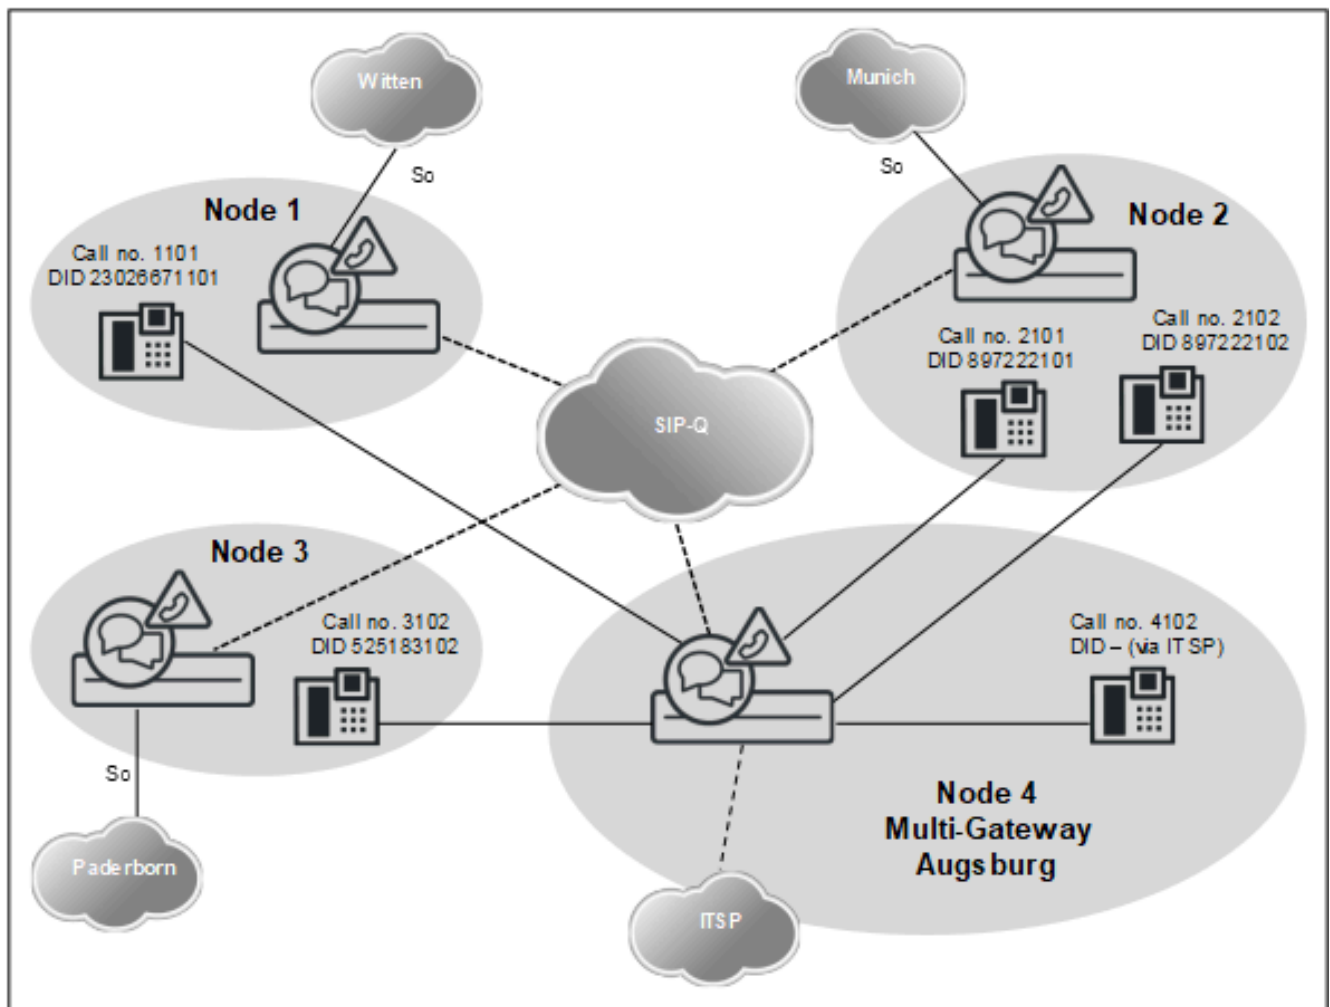 Witten
Munich
So
So
Node 1
Node 2
Call no. 1101
DID 23026671101
Call no. 2102
DID 897222102
Call no. 2101
DID 897222101
SIP-Q
Node 3
Call no. 3102
DID 525183102
Call no. 4102
DID – (via ITSP)
So
Node 4
Multi-Gateway
Augsburg
Paderborn
ITSP